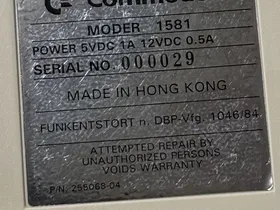 Commodore
MODEL 1581
POWER 5VDC 1A 12VDC 0.5A
SERIAL NO. 000029
MADE IN HONG KONG
FUNKENTSTÖRT n. DBP-Vfg. 1046/84
ATTEMPTED REPAIR BY
UNAUTHORIZED PERSONS
VOIDS WARRANTY
P/N. 255068-04